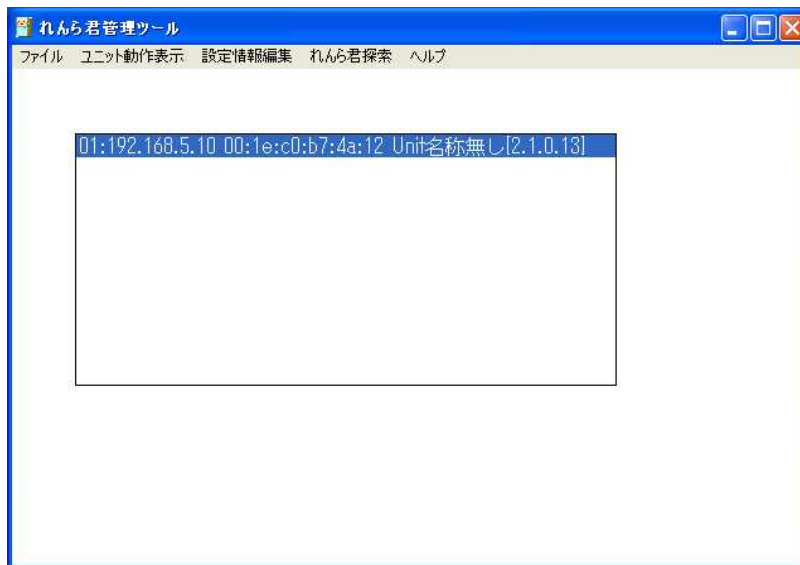 れんら君管理ツール
ファイル ユニット動作表示 設定情報編集 れんら君探索 ヘルプ
01:192.168.5.10 00:1e:c0:b7:4a:12 Unit名称無し[2.1.0.13]